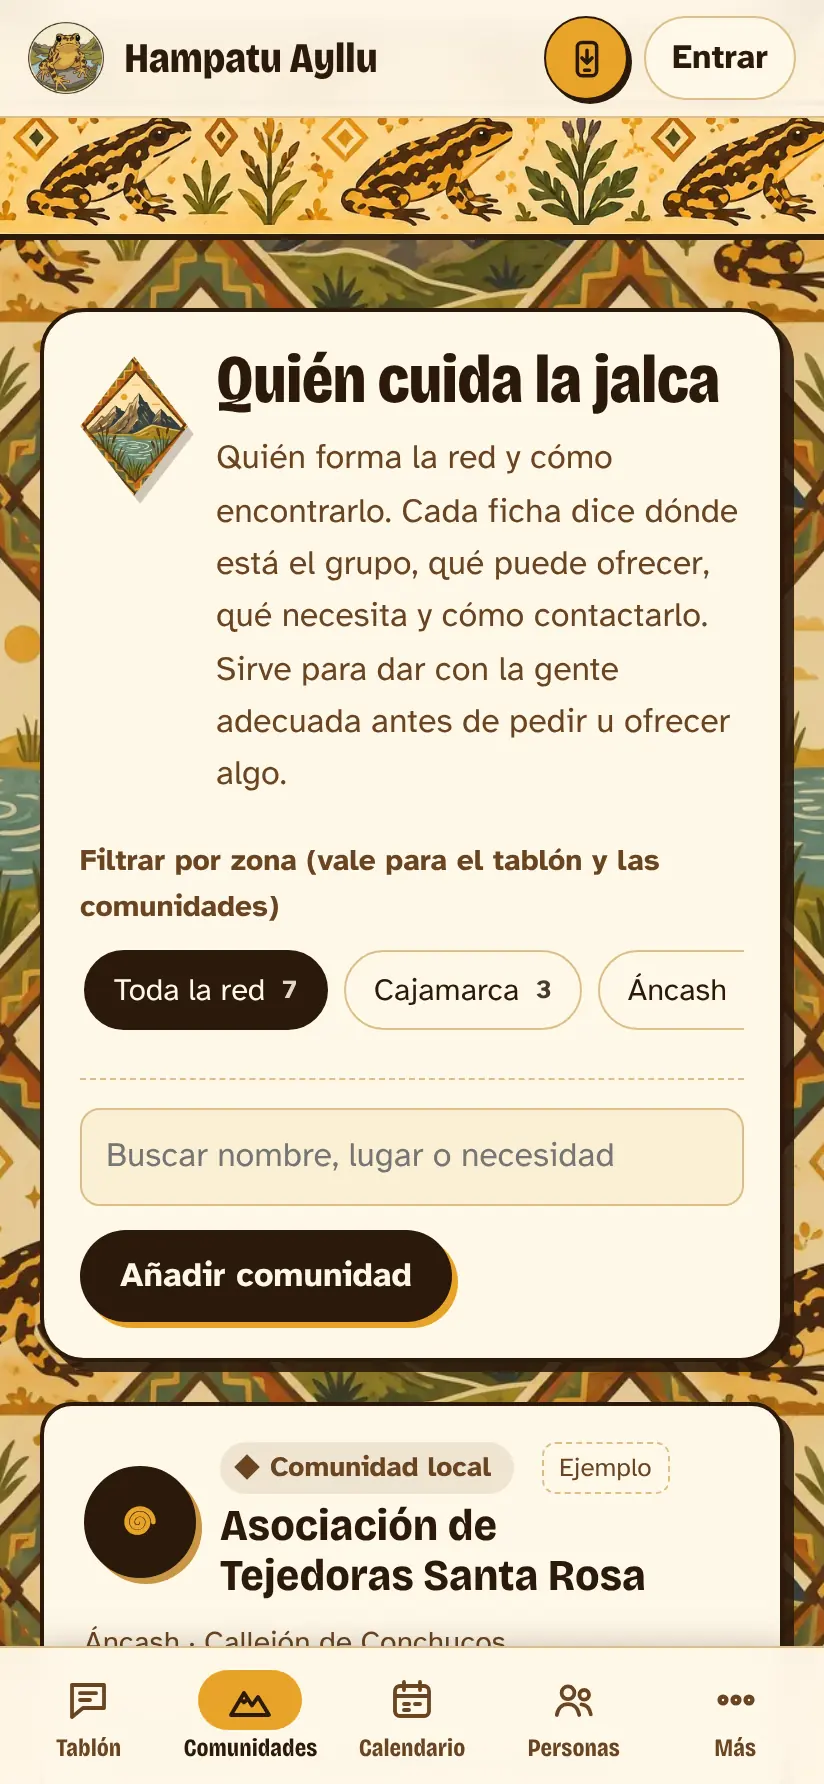 Hampatu Ayllu
Entrar
Quién cuida la jalca
Quién forma la red y cómo
encontrarlo. Cada ficha dice dónde
está el grupo, qué puede ofrecer,
qué necesita y cómo contactarlo.
Sirve para dar con la gente
adecuada antes de pedir u ofrecer
algo.
Filtrar por zona (vale para el tablón y las
comunidades)
Toda la red 7
Cajamarca 3
Áncash
Buscar nombre, lugar o necesidad
Añadir comunidad
Comunidad local
Ejemplo
Asociación de
Tejedoras Santa Rosa
Áncash · Callejón de Conchucos
Tablón
Comunidades
Calendario
Personas
Más